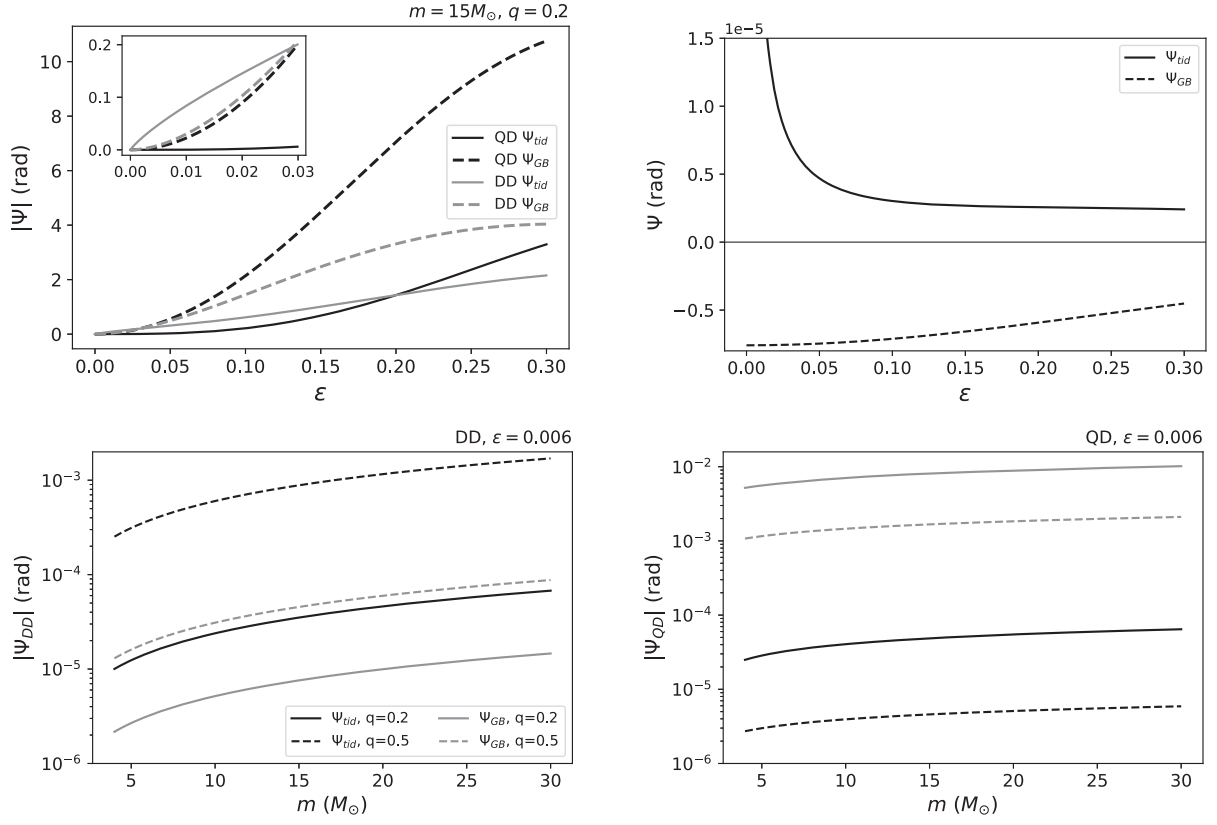 m = 15M☉, q = 0.2
|Ψ| (rad)
10
8
6
4
2
0
0.2
0.1
0.0
0.00 0.01 0.02 0.03
QD Ψtid
QD ΨGB
DD Ψtid
DD ΨGB
0.00 0.05 0.10 0.15 0.20 0.25 0.30
ε
1e−5
Ψ (rad)
1.5
1.0
0.5
0.0
−0.5
Ψtid
ΨGB
0.00 0.05 0.10 0.15 0.20 0.25 0.30
ε
DD, ε = 0.006
|ΨDD| (rad)
10−3
10−4
10−5
10−6
Ψtid, q=0.2 ΨGB, q=0.2
Ψtid, q=0.5 ΨGB, q=0.5
5 10 15 20 25 30
m (M☉)
QD, ε = 0.006
|ΨQD| (rad)
10−2
10−3
10−4
10−5
10−6
5 10 15 20 25 30
m (M☉)